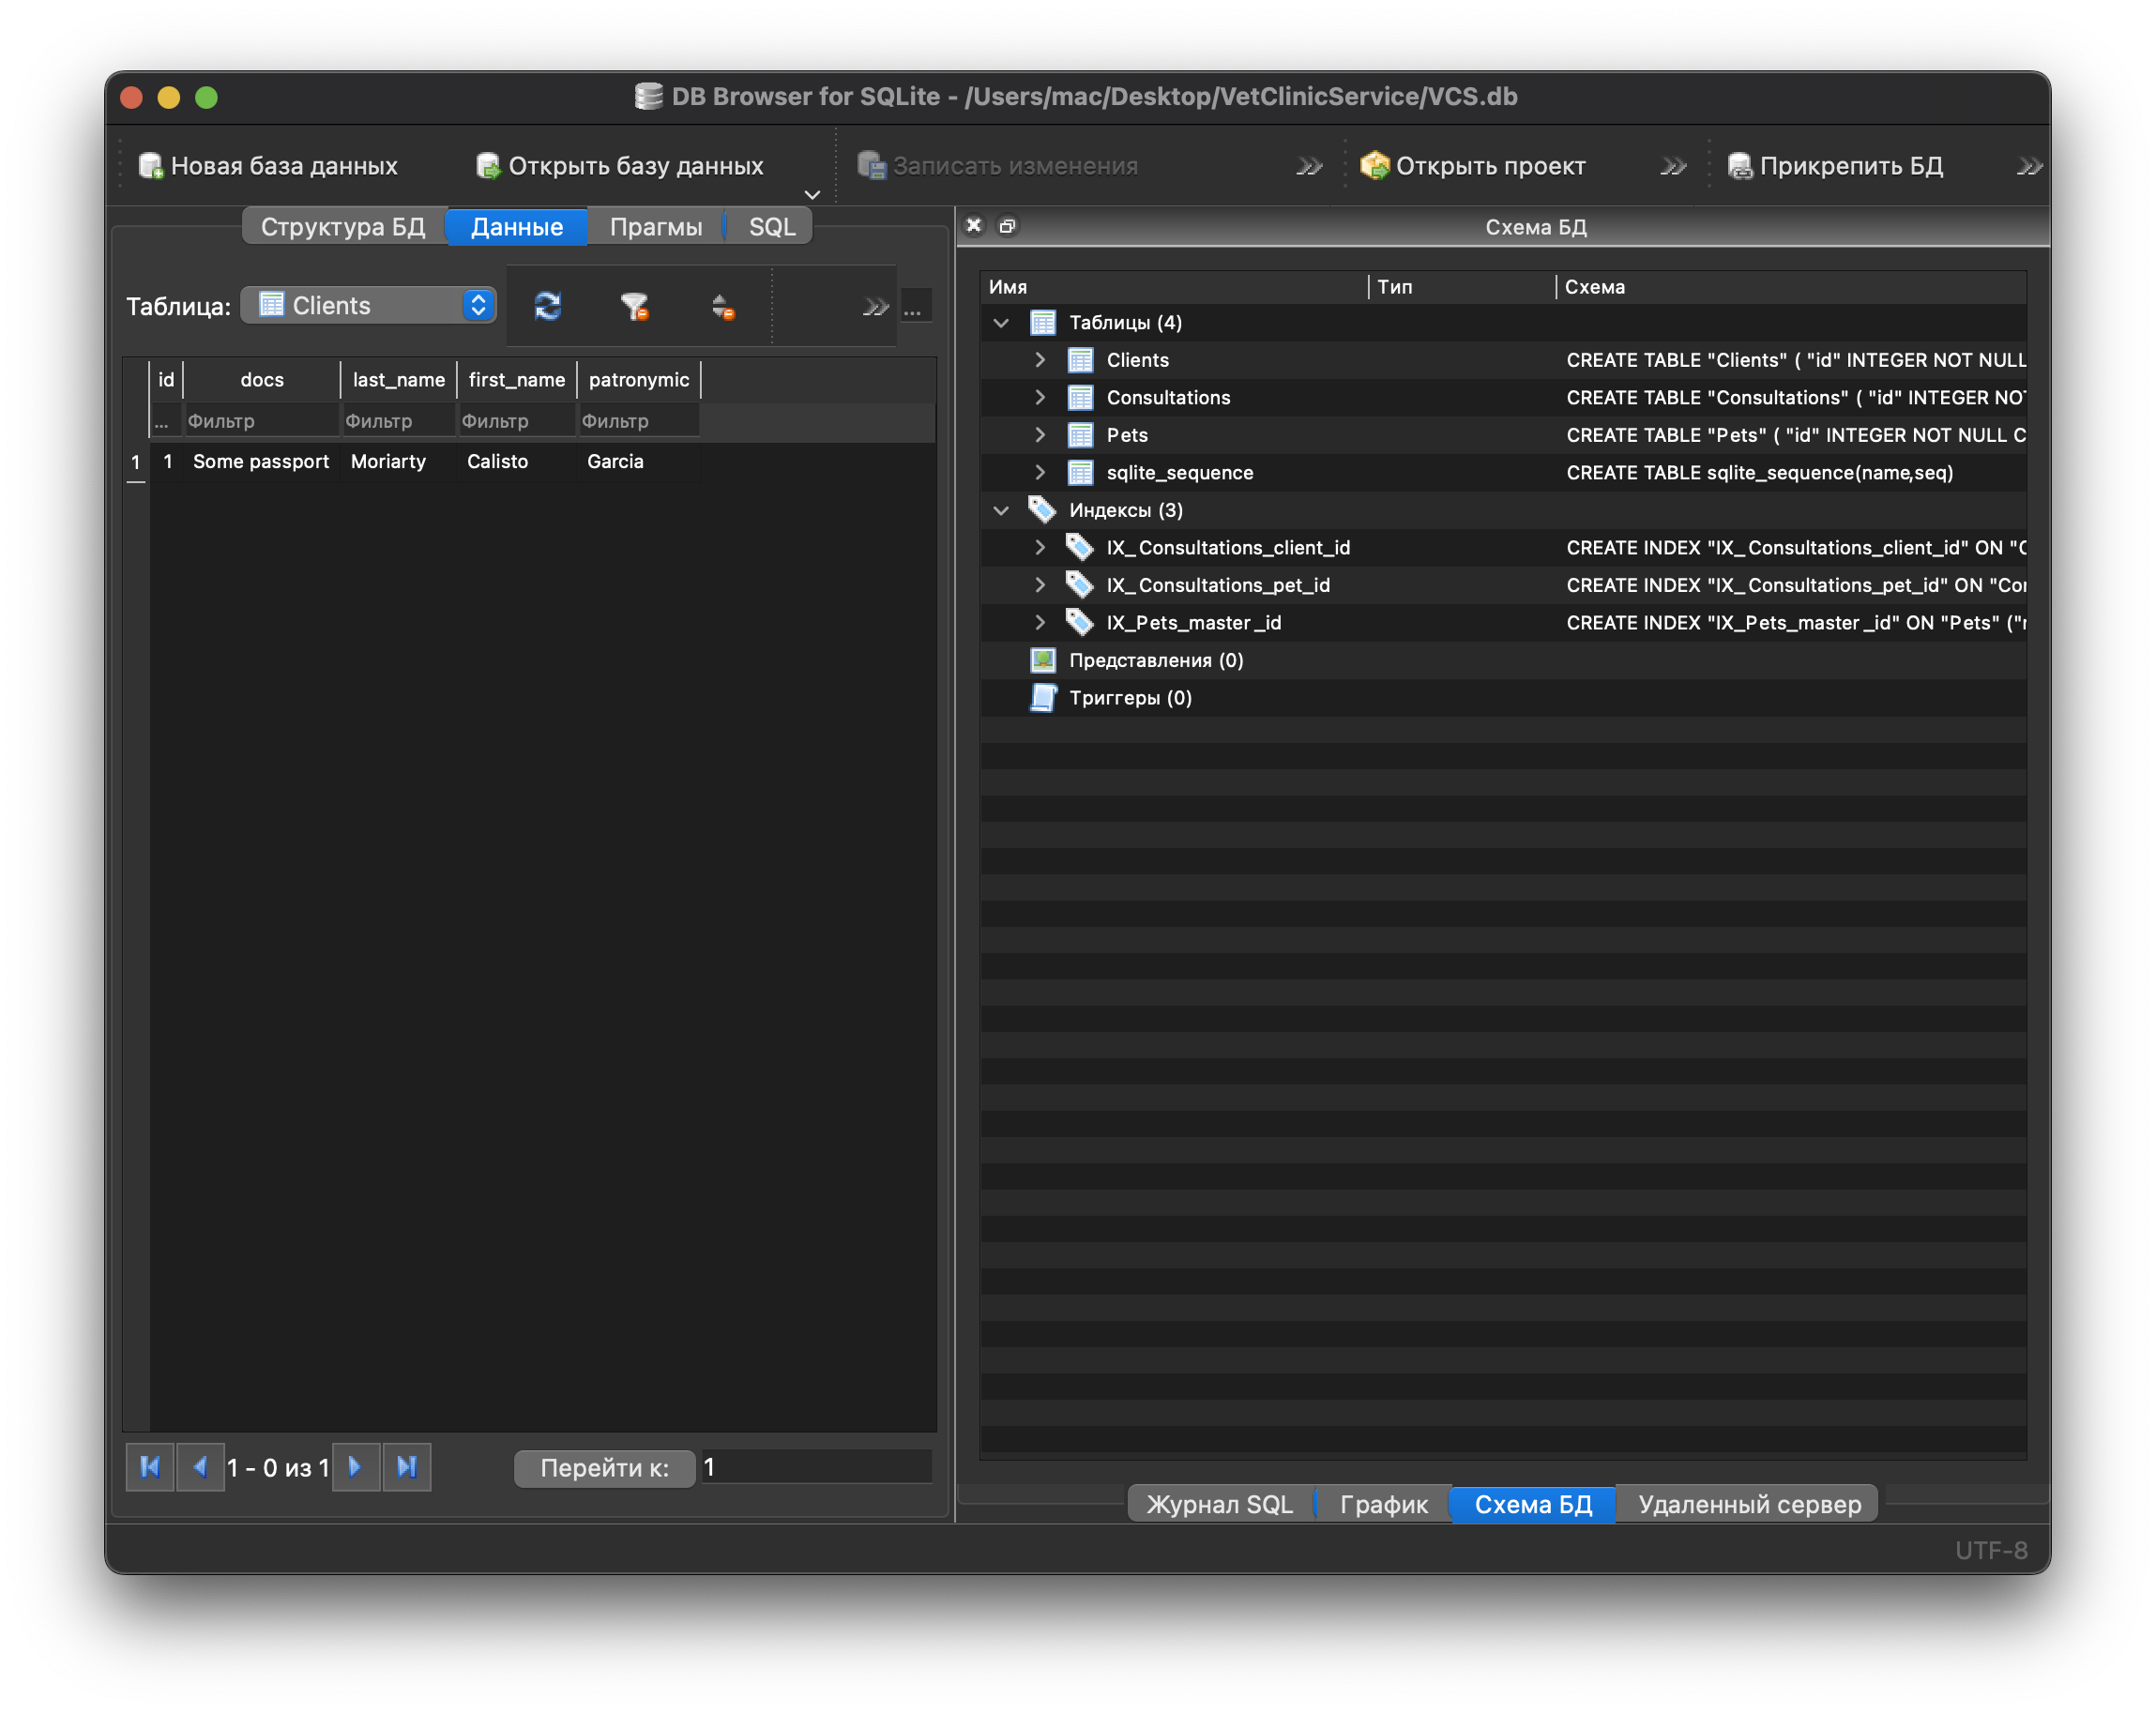 DB Browser for SQLite - /Users/mac/Desktop/VetClinicService/VCS.db
Новая база данных Открыть базу данных Записать изменения Открыть проект Прикрепить БД
Структура БД Данные Прагмы SQL
Таблица: Clients ...
id docs last_name first_name patronymic
... Фильтр Фильтр Фильтр Фильтр
1 1 Some passport Moriarty Calisto Garcia
1 - 0 из 1 Перейти к: 1
Схема БД
Имя Тип Схема
Таблицы (4)
Clients CREATE TABLE "Clients" ( "id" INTEGER NOT NULL
Consultations CREATE TABLE "Consultations" ( "id" INTEGER NOT
Pets CREATE TABLE "Pets" ( "id" INTEGER NOT NULL C
sqlite_sequence CREATE TABLE sqlite_sequence(name,seq)
Индексы (3)
IX_Consultations_client_id CREATE INDEX "IX_Consultations_client_id" ON "C
IX_Consultations_pet_id CREATE INDEX "IX_Consultations_pet_id" ON "Con
IX_Pets_master_id CREATE INDEX "IX_Pets_master_id" ON "Pets" ("m
Представления (0)
Триггеры (0)
Журнал SQL График Схема БД Удаленный сервер
UTF-8